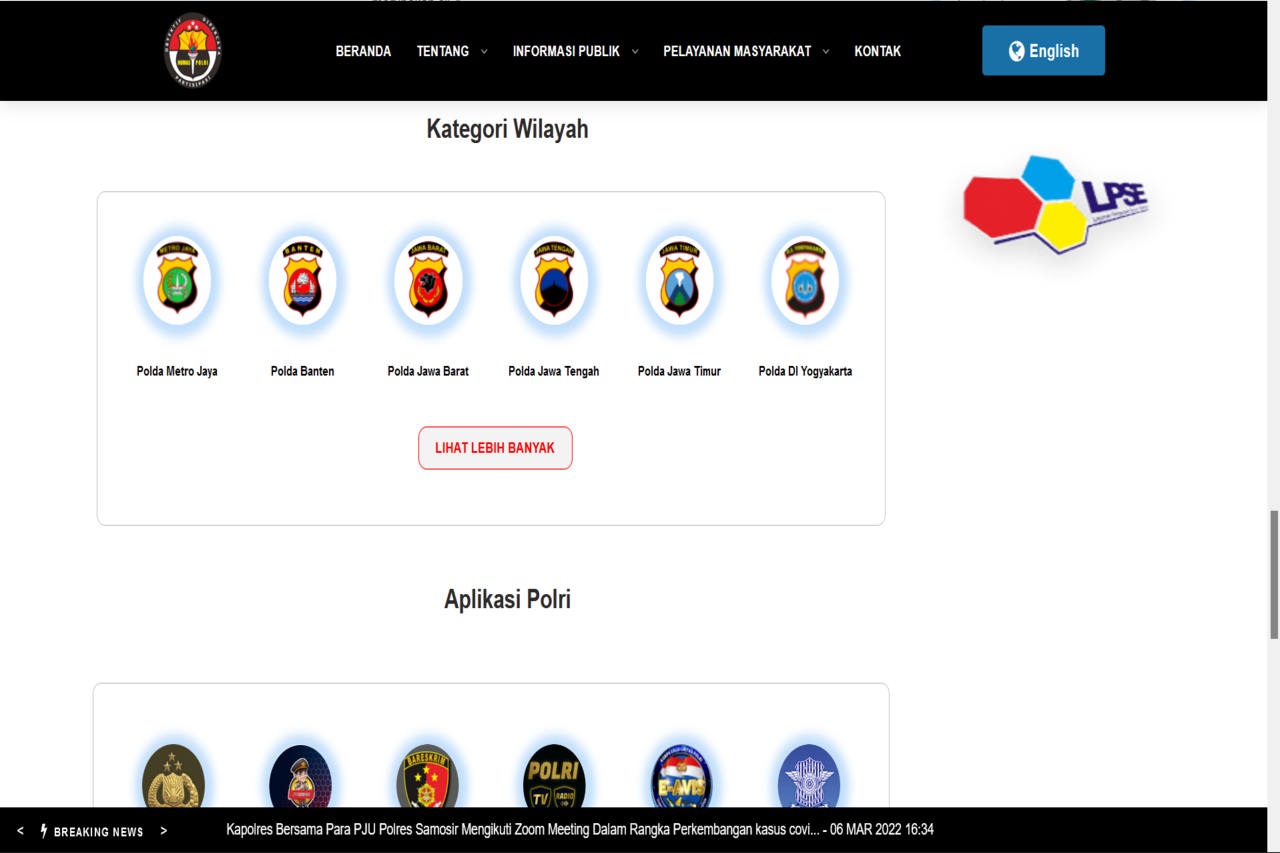 HUMAS POLRI
BERANDA TENTANG INFORMASI PUBLIK PELAYANAN MASYARAKAT KONTAK English
Kategori Wilayah
LPSE
METRO JAYA BANTEN JAWA BARAT JAWA TENGAH JAWA TIMUR
Polda Metro Jaya Polda Banten Polda Jawa Barat Polda Jawa Tengah Polda Jawa Timur Polda DI Yogyakarta
LIHAT LEBIH BANYAK
Aplikasi Polri
BARESKRIM
POLRI
TV RADIO
E-AVIS
< BREAKING NEWS > Kapolres Bersama Para PJU Polres Samosir Mengikuti Zoom Meeting Dalam Rangka Perkembangan kasus covi... - 06 MAR 2022 16:34